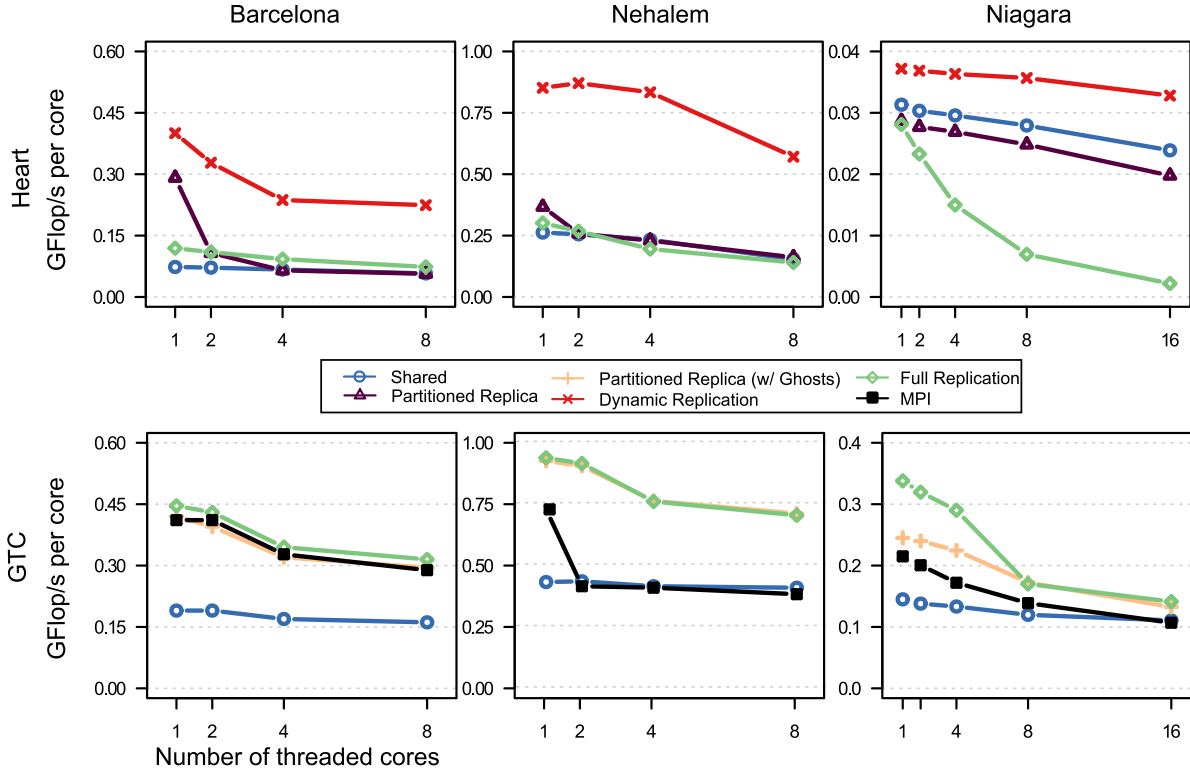 Barcelona Nehalem Niagara
Heart
GFlop/s per core
0.60 0.45 0.30 0.15 0.00
1.00 0.75 0.50 0.25 0.00
0.04 0.03 0.02 0.01 0.00
1 2 4 8
1 2 4 8
1 2 4 8 16
Shared
Partitioned Replica
Partitioned Replica (w/ Ghosts)
Dynamic Replication
Full Replication
MPI
GTC
GFlop/s per core
0.60 0.45 0.30 0.15 0.00
1.00 0.75 0.50 0.25 0.00
0.4 0.3 0.2 0.1 0.0
1 2 4 8
1 2 4 8
1 4 8 16
Number of threaded cores